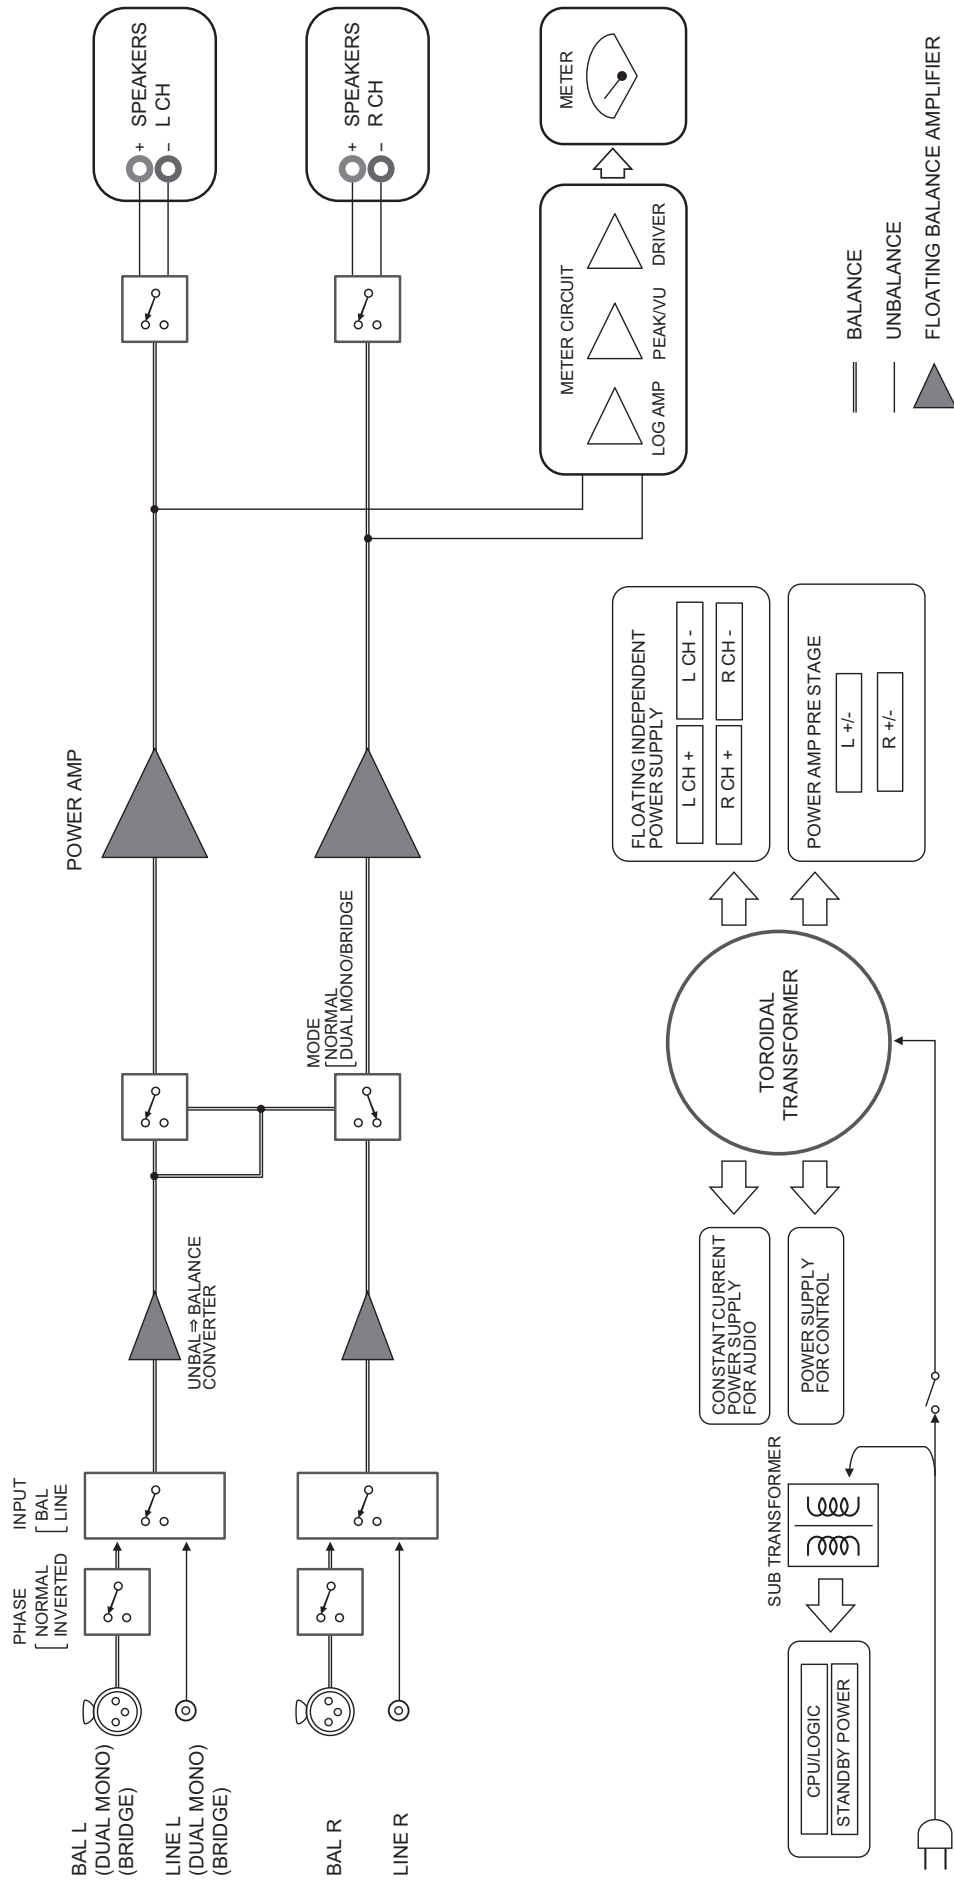 BAL L
(DUAL MONO)
(BRIDGE)
LINE L
(DUAL MONO)
(BRIDGE)
BAL R
LINE R
PHASE
NORMAL
INVERTED
INPUT
BAL
LINE
UNBAL⇒BALANCE
CONVERTER
MODE
NORMAL
DUAL MONO/BRIDGE
POWER AMP
+
SPEAKERS
L CH
−
+
SPEAKERS
R CH
−
METER CIRCUIT
LOG AMP
PEAK/VU
DRIVER
METER
CPU/LOGIC
STANDBY POWER
SUB TRANSFORMER
CONSTANT CURRENT
POWER SUPPLY
FOR AUDIO
POWER SUPPLY
FOR CONTROL
TOROIDAL
TRANSFORMER
FLOATING INDEPENDENT
POWER SUPPLY
L CH +
L CH -
R CH +
R CH -
POWER AMP PRE STAGE
L +/-
R +/-
BALANCE
UNBALANCE
FLOATING BALANCE AMPLIFIER